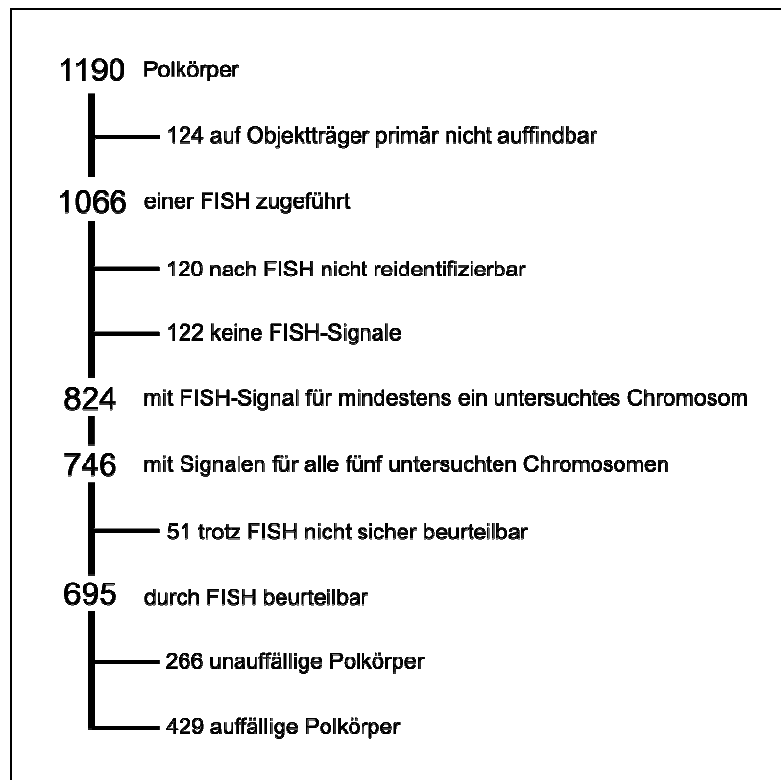 1190 Polkörper
124 auf Objektträger primär nicht auffindbar
1066 einer FISH zugeführt
120 nach FISH nicht reidentifizierbar
122 keine FISH-Signale
824 mit FISH-Signal für mindestens ein untersuchtes Chromosom
746 mit Signalen für alle fünf untersuchten Chromosomen
51 trotz FISH nicht sicher beurteilbar
695 durch FISH beurteilbar
266 unauffällige Polkörper
429 auffällige Polkörper